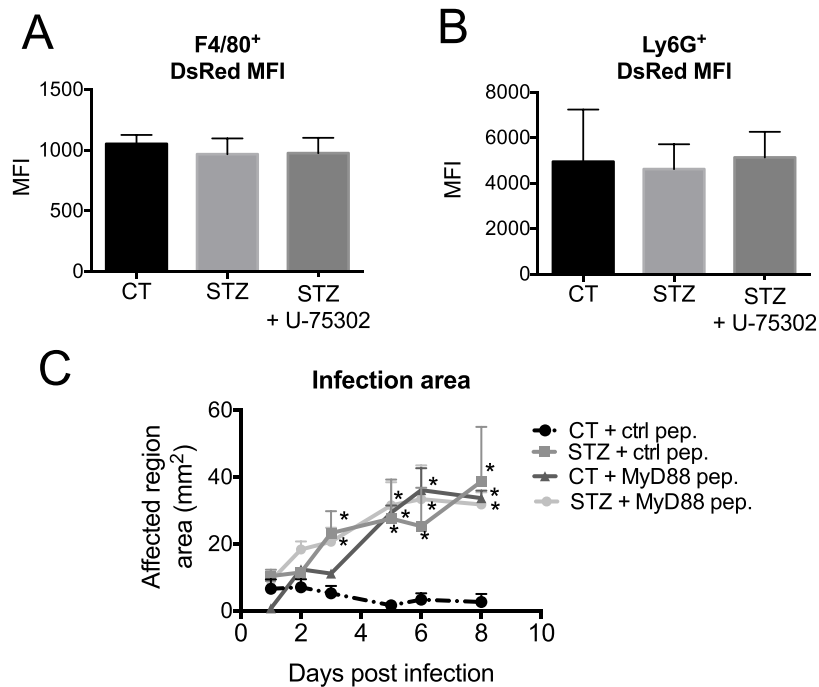 A
F4/80+
DsRed MFI
1500
1000
500
0
MFI
CT
STZ
STZ
+ U-75302
B
Ly6G+
DsRed MFI
8000
6000
4000
2000
0
MFI
CT
STZ
STZ
+ U-75302
C
Infection area
60
40
20
0
Affected region
area (mm2)
* * * * * * * * * * *
0 2 4 6 8 10
Days post infection
CT + ctrl pep.
STZ + ctrl pep.
CT + MyD88 pep.
STZ + MyD88 pep.